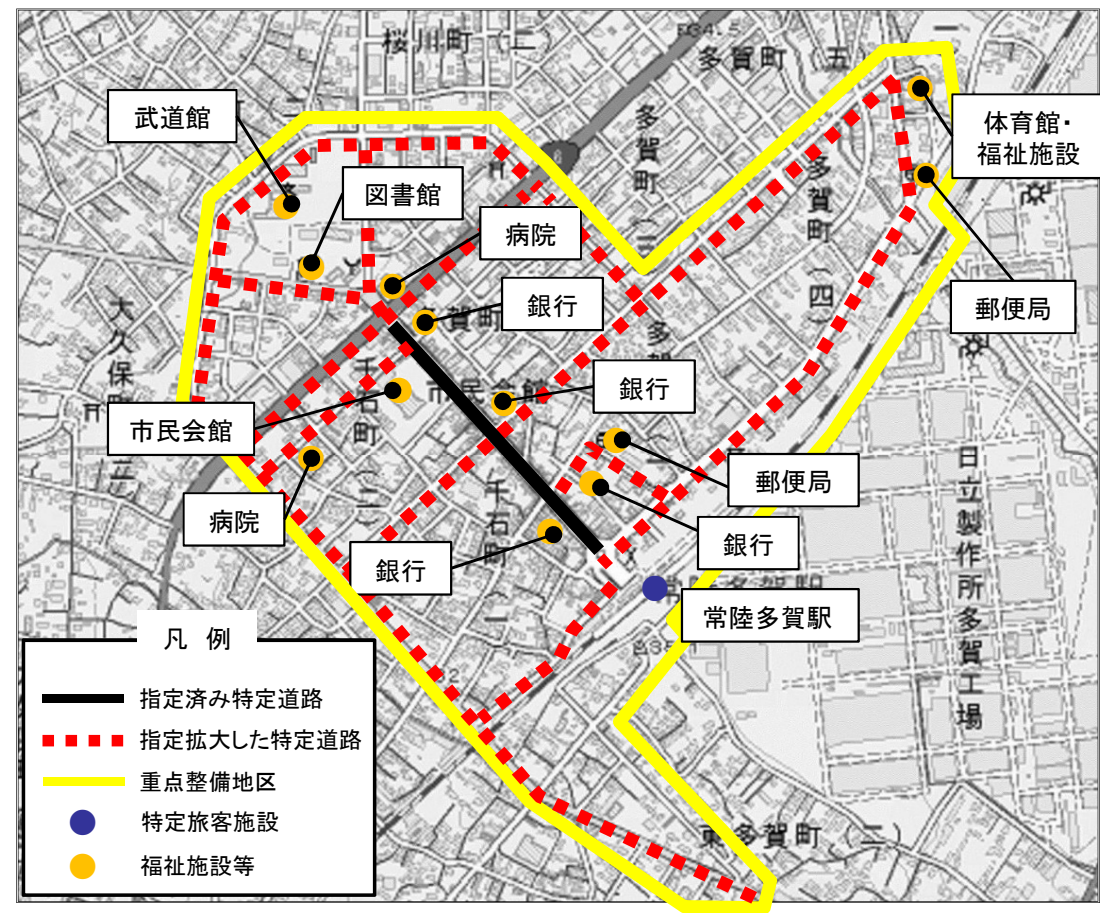 桜川町(二)
多賀町(五)
武道館
体育館・
福祉施設
図書館
多賀町(三)
多賀町(四)
病院
銀行
郵便局
大久保町
千石町(二)
市民会館
銀行
市民会館
病院
郵便局
銀行
千石町(一)
銀行
日立製作所多賀工場
常陸多賀駅
東多賀町(二)
凡 例
指定済み特定道路
指定拡大した特定道路
重点整備地区
特定旅客施設
福祉施設等